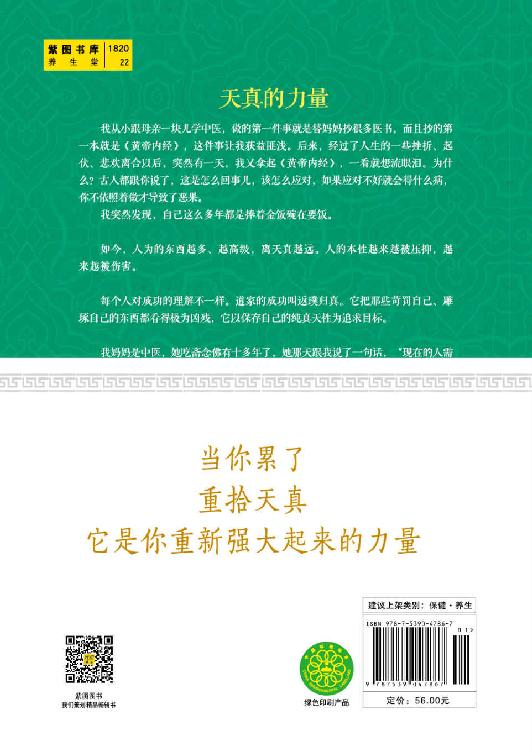 紫图书库 1820
养生堂 22
天真的力量
我从小跟母亲一块儿学中医，做的第一件事就是替妈妈抄很多医书，而且抄的第
一本就是《黄帝内经》，这件事让我获益匪浅。后来，经过了人生的一些挫折、起
伏、悲欢离合以后，突然有一天，我又拿起《黄帝内经》，一看就想流眼泪。为什
么？古人都跟你说了，这是怎么回事儿，该怎么应对，如果应对不好就会得什么病，
你不依照着做才导致了恶果。
我突然发现，自己这么多年都是捧着金饭碗在要饭。
如今，人为的东西越多、越高级，离天真越远。人的本性越来越被压抑，越
来越被伤害。
每个人对成功的理解不一样。道家的成功叫返璞归真。它把那些苛罚自己、雕
琢自己的东西都看得极为凶残，它以保存自己的纯真天性为追求目标。
我妈妈是中医，她吃斋念佛有十多年了，她那天跟我说了一句话，“现在的人需
当你累了
重拾天真
它是你重新强大起来的力量
建议上架类别：保健·养生
ISBN 978-7-5390-4786-7
01>
9 787539 047867
定价：56.00元
紫图图书
我们策划精品畅销书
绿色印刷产品